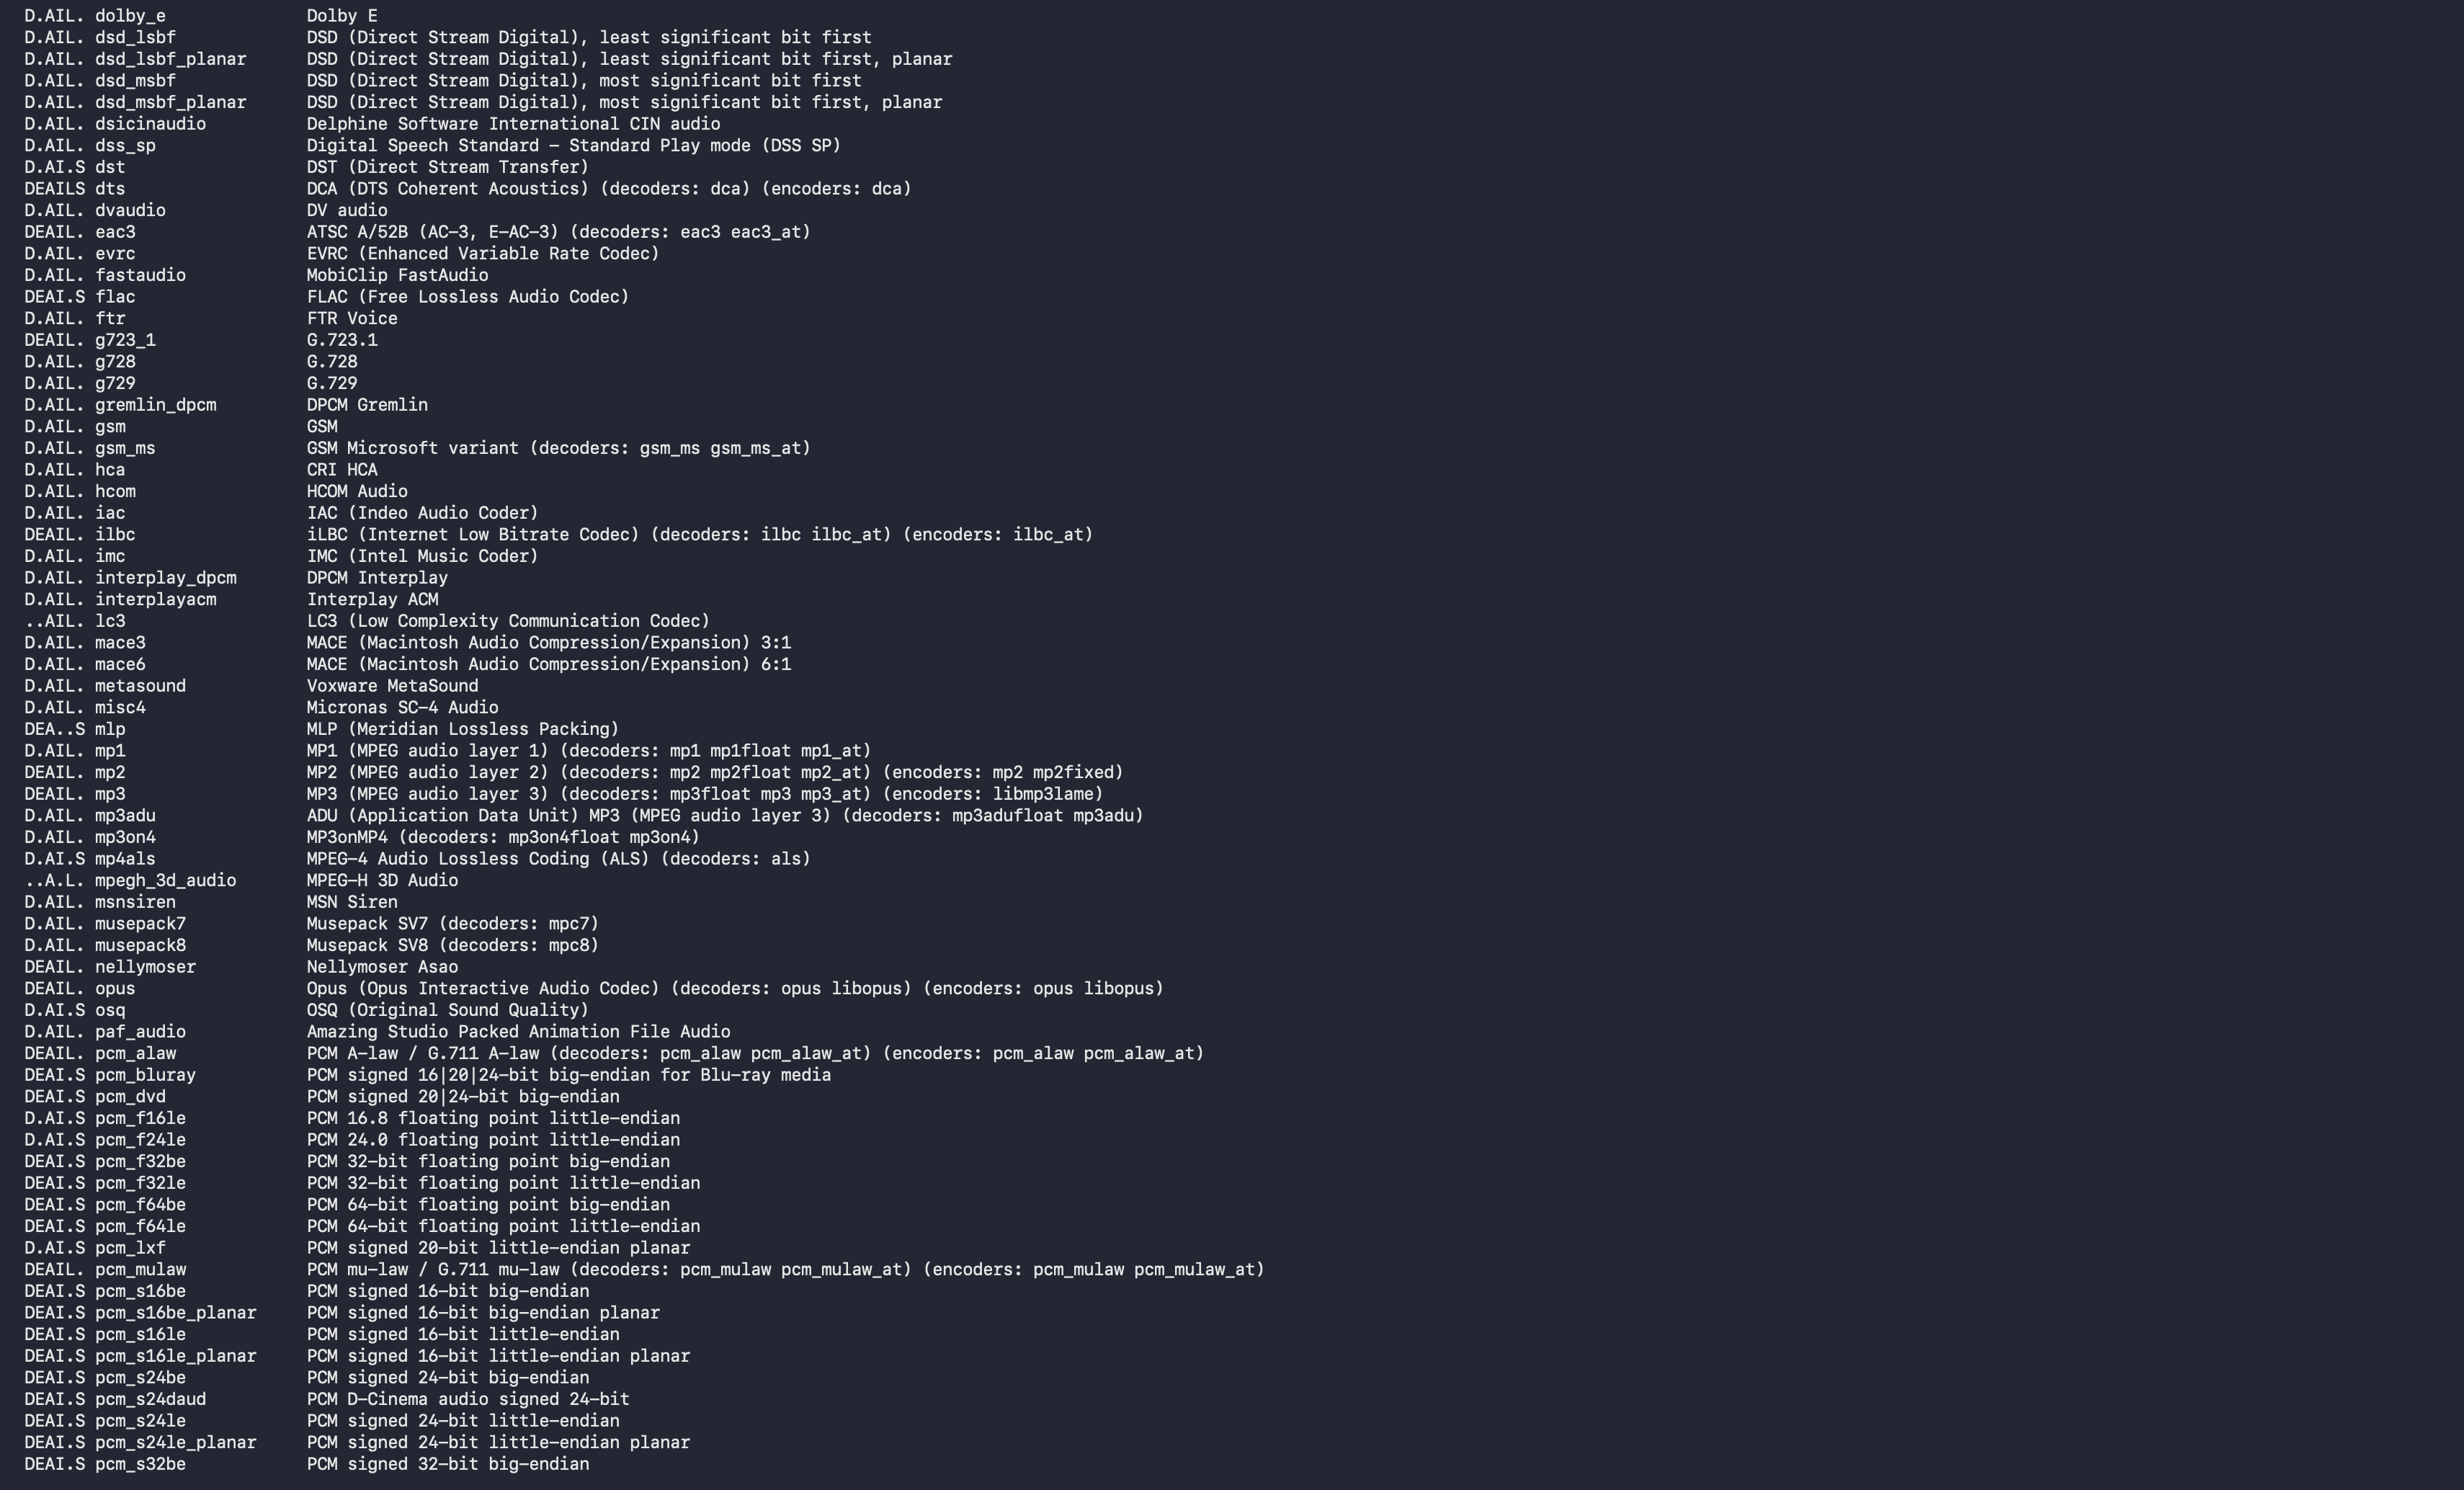 D.AIL. dolby_e              Dolby E
D.AIL. dsd_lsbf             DSD (Direct Stream Digital), least significant bit first
D.AIL. dsd_lsbf_planar      DSD (Direct Stream Digital), least significant bit first, planar
D.AIL. dsd_msbf             DSD (Direct Stream Digital), most significant bit first
D.AIL. dsd_msbf_planar      DSD (Direct Stream Digital), most significant bit first, planar
D.AIL. dsicinaudio          Delphine Software International CIN audio
D.AIL. dss_sp               Digital Speech Standard - Standard Play mode (DSS SP)
D.AI.S dst                  DST (Direct Stream Transfer)
DEAILS dts                  DCA (DTS Coherent Acoustics) (decoders: dca) (encoders: dca)
D.AIL. dvaudio              DV audio
DEAIL. eac3                 ATSC A/52B (AC-3, E-AC-3) (decoders: eac3 eac3_at)
D.AIL. evrc                 EVRC (Enhanced Variable Rate Codec)
D.AIL. fastaudio            MobiClip FastAudio
DEAI.S flac                 FLAC (Free Lossless Audio Codec)
D.AIL. ftr                  FTR Voice
DEAIL. g723_1               G.723.1
D.AIL. g728                 G.728
D.AIL. g729                 G.729
D.AIL. gremlin_dpcm         DPCM Gremlin
D.AIL. gsm                  GSM
D.AIL. gsm_ms               GSM Microsoft variant (decoders: gsm_ms gsm_ms_at)
D.AIL. hca                  CRI HCA
D.AIL. hcom                 HCOM Audio
D.AIL. iac                  IAC (Indeo Audio Coder)
DEAIL. ilbc                 iLBC (Internet Low Bitrate Codec) (decoders: ilbc ilbc_at) (encoders: ilbc_at)
D.AIL. imc                  IMC (Intel Music Coder)
D.AIL. interplay_dpcm       DPCM Interplay
D.AIL. interplayacm         Interplay ACM
..AIL. lc3                  LC3 (Low Complexity Communication Codec)
D.AIL. mace3                MACE (Macintosh Audio Compression/Expansion) 3:1
D.AIL. mace6                MACE (Macintosh Audio Compression/Expansion) 6:1
D.AIL. metasound            Voxware MetaSound
D.AIL. misc4                Micronas SC-4 Audio
DEA..S mlp                  MLP (Meridian Lossless Packing)
D.AIL. mp1                  MP1 (MPEG audio layer 1) (decoders: mp1 mp1float mp1_at)
DEAIL. mp2                  MP2 (MPEG audio layer 2) (decoders: mp2 mp2float mp2_at) (encoders: mp2 mp2fixed)
DEAIL. mp3                  MP3 (MPEG audio layer 3) (decoders: mp3float mp3 mp3_at) (encoders: libmp3lame)
D.AIL. mp3adu               ADU (Application Data Unit) MP3 (MPEG audio layer 3) (decoders: mp3adufloat mp3adu)
D.AIL. mp3on4               MP3onMP4 (decoders: mp3on4float mp3on4)
D.AI.S mp4als               MPEG-4 Audio Lossless Coding (ALS) (decoders: als)
..A.L. mpegh_3d_audio       MPEG-H 3D Audio
D.AIL. msnsiren             MSN Siren
D.AIL. musepack7            Musepack SV7 (decoders: mpc7)
D.AIL. musepack8            Musepack SV8 (decoders: mpc8)
DEAIL. nellymoser           Nellymoser Asao
DEAIL. opus                 Opus (Opus Interactive Audio Codec) (decoders: opus libopus) (encoders: opus libopus)
D.AI.S osq                  OSQ (Original Sound Quality)
D.AIL. paf_audio            Amazing Studio Packed Animation File Audio
DEAIL. pcm_alaw             PCM A-law / G.711 A-law (decoders: pcm_alaw pcm_alaw_at) (encoders: pcm_alaw pcm_alaw_at)
DEAI.S pcm_bluray           PCM signed 16|20|24-bit big-endian for Blu-ray media
DEAI.S pcm_dvd              PCM signed 20|24-bit big-endian
D.AI.S pcm_f16le            PCM 16.8 floating point little-endian
D.AI.S pcm_f24le            PCM 24.0 floating point little-endian
DEAI.S pcm_f32be            PCM 32-bit floating point big-endian
DEAI.S pcm_f32le            PCM 32-bit floating point little-endian
DEAI.S pcm_f64be            PCM 64-bit floating point big-endian
DEAI.S pcm_f64le            PCM 64-bit floating point little-endian
D.AI.S pcm_lxf              PCM signed 20-bit little-endian planar
DEAIL. pcm_mulaw            PCM mu-law / G.711 mu-law (decoders: pcm_mulaw pcm_mulaw_at) (encoders: pcm_mulaw pcm_mulaw_at)
DEAI.S pcm_s16be            PCM signed 16-bit big-endian
DEAI.S pcm_s16be_planar     PCM signed 16-bit big-endian planar
DEAI.S pcm_s16le            PCM signed 16-bit little-endian
DEAI.S pcm_s16le_planar     PCM signed 16-bit little-endian planar
DEAI.S pcm_s24be            PCM signed 24-bit big-endian
DEAI.S pcm_s24daud          PCM D-Cinema audio signed 24-bit
DEAI.S pcm_s24le            PCM signed 24-bit little-endian
DEAI.S pcm_s24le_planar     PCM signed 24-bit little-endian planar
DEAI.S pcm_s32be            PCM signed 32-bit big-endian